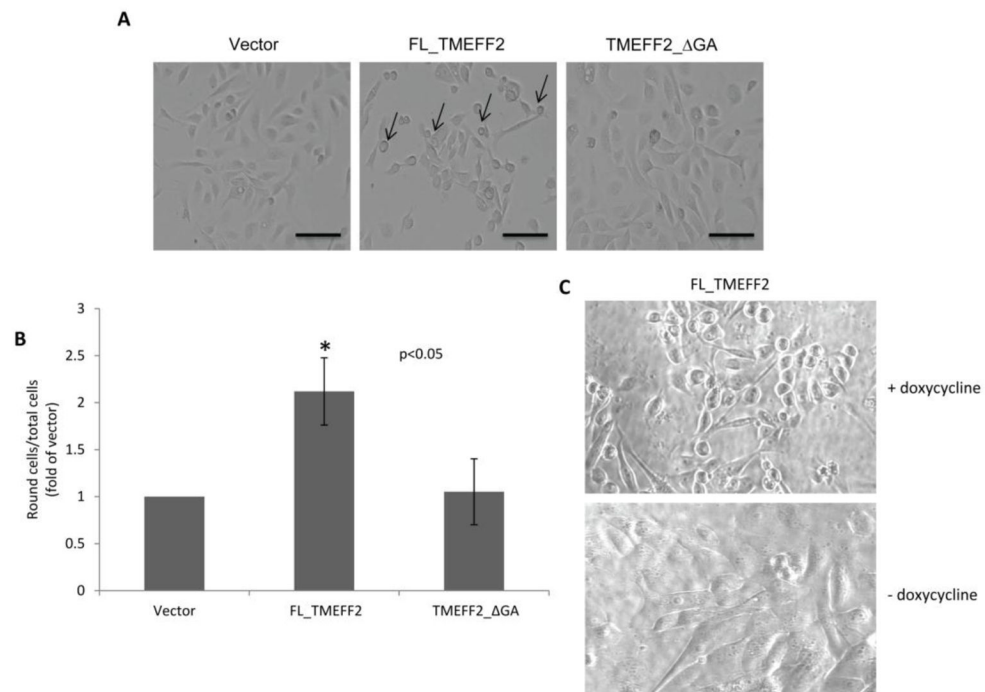 A
Vector
FL_TMEFF2
TMEFF2_ΔGA
B
3
2.5
2
1.5
1
0.5
0
Round cells/total cells
(fold of vector)
*
p<0.05
Vector
FL_TMEFF2
TMEFF2_ΔGA
C
FL_TMEFF2
+ doxycycline
- doxycycline